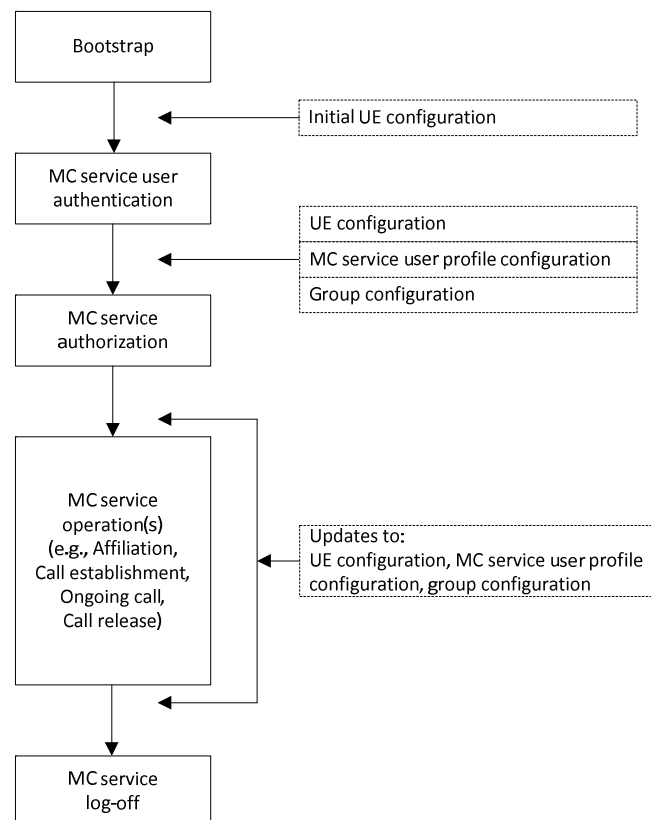 Bootstrap
Initial UE configuration
MC service user
authentication
UE configuration
MC service user profile configuration
Group configuration
MC service
authorization
MC service
operation(s)
(e.g., Affiliation,
Call establishment,
Ongoing call,
Call release)
Updates to:
UE configuration, MC service user profile
configuration, group configuration
MC service
log-off